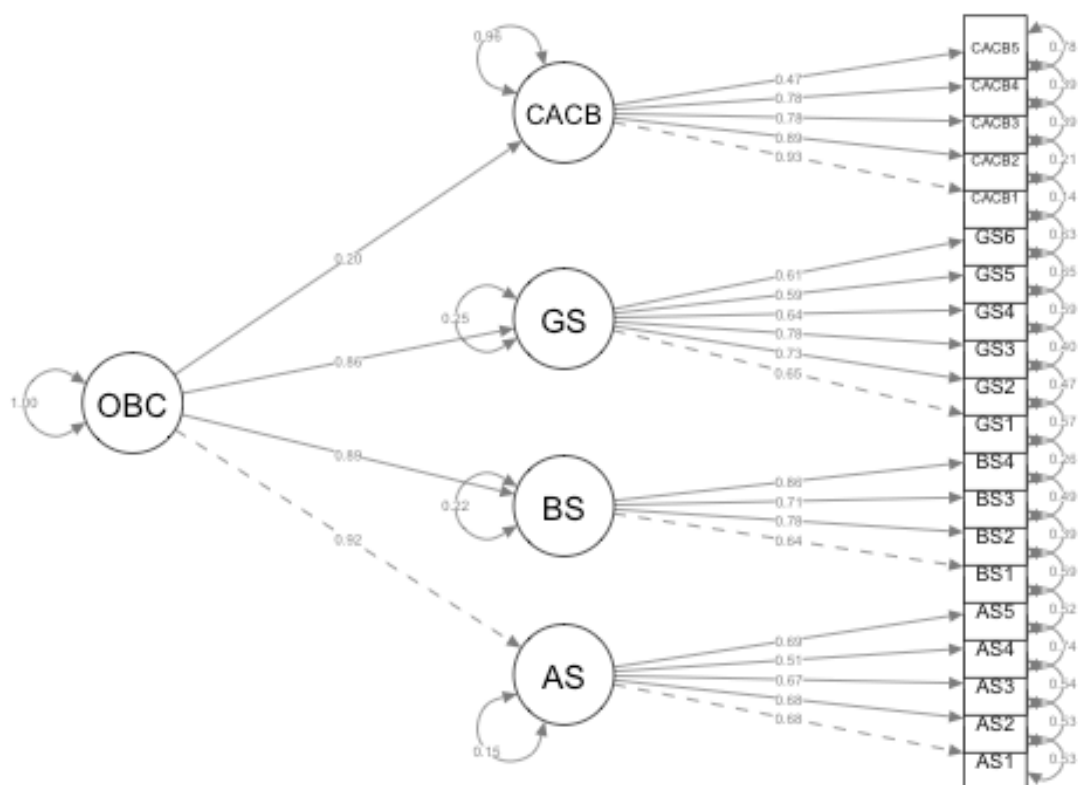 0.96
CACB
0.47
0.78
0.78
0.89
0.93
0.20
0.25
GS
0.61
0.59
0.64
0.78
0.73
0.65
0.86
1.00
OBC
0.89
0.22
BS
0.86
0.71
0.78
0.64
0.92
0.15
AS
0.69
0.51
0.67
0.68
0.68
CACB5 0.78
CACB4 0.39
CACB3 0.39
CACB2 0.21
CACB1 0.14
GS6 0.63
GS5 0.65
GS4 0.59
GS3 0.40
GS2 0.47
GS1 0.57
BS4 0.26
BS3 0.49
BS2 0.39
BS1 0.59
AS5 0.52
AS4 0.74
AS3 0.54
AS2 0.53
AS1 0.53